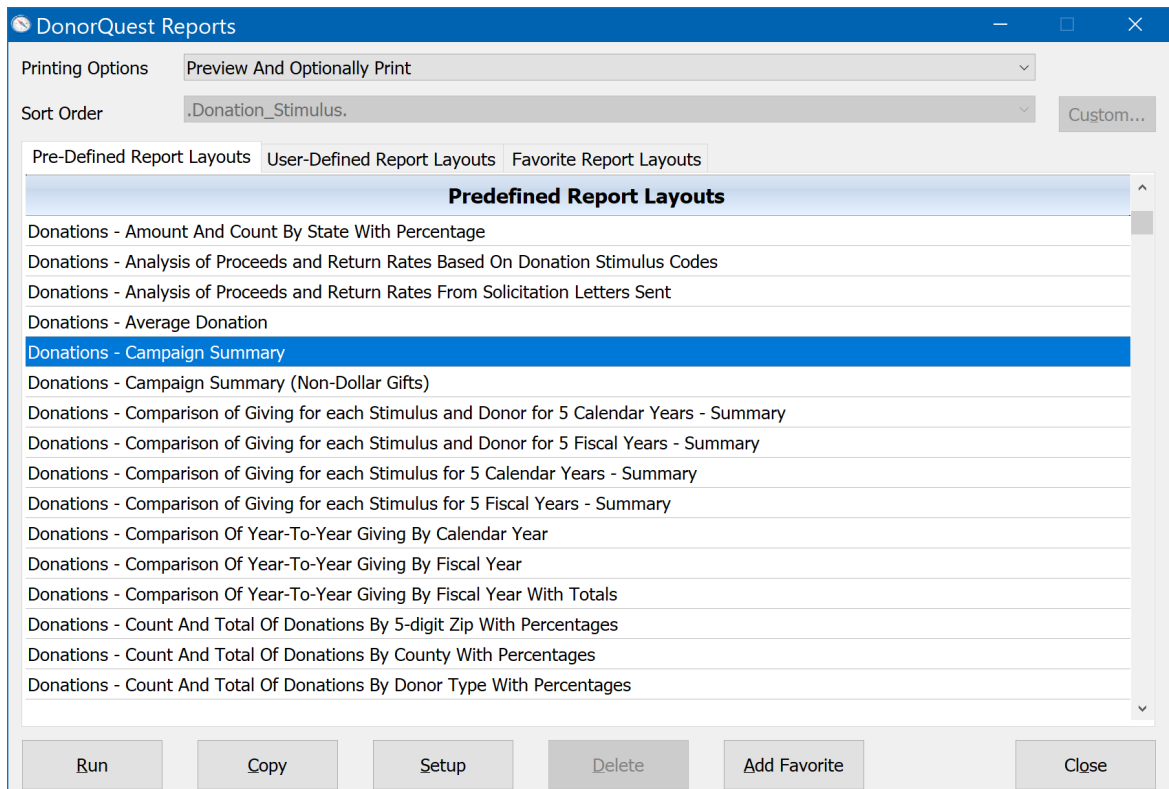 DonorQuest Reports
Printing Options Preview And Optionally Print
Sort Order .Donation_Stimulus. Custom...
Pre-Defined Report Layouts User-Defined Report Layouts Favorite Report Layouts
Predefined Report Layouts
Donations - Amount And Count By State With Percentage
Donations - Analysis of Proceeds and Return Rates Based On Donation Stimulus Codes
Donations - Analysis of Proceeds and Return Rates From Solicitation Letters Sent
Donations - Average Donation
Donations - Campaign Summary
Donations - Campaign Summary (Non-Dollar Gifts)
Donations - Comparison of Giving for each Stimulus and Donor for 5 Calendar Years - Summary
Donations - Comparison of Giving for each Stimulus and Donor for 5 Fiscal Years - Summary
Donations - Comparison of Giving for each Stimulus for 5 Calendar Years - Summary
Donations - Comparison of Giving for each Stimulus for 5 Fiscal Years - Summary
Donations - Comparison Of Year-To-Year Giving By Calendar Year
Donations - Comparison Of Year-To-Year Giving By Fiscal Year
Donations - Comparison Of Year-To-Year Giving By Fiscal Year With Totals
Donations - Count And Total Of Donations By 5-digit Zip With Percentages
Donations - Count And Total Of Donations By County With Percentages
Donations - Count And Total Of Donations By Donor Type With Percentages
Run Copy Setup Delete Add Favorite Close